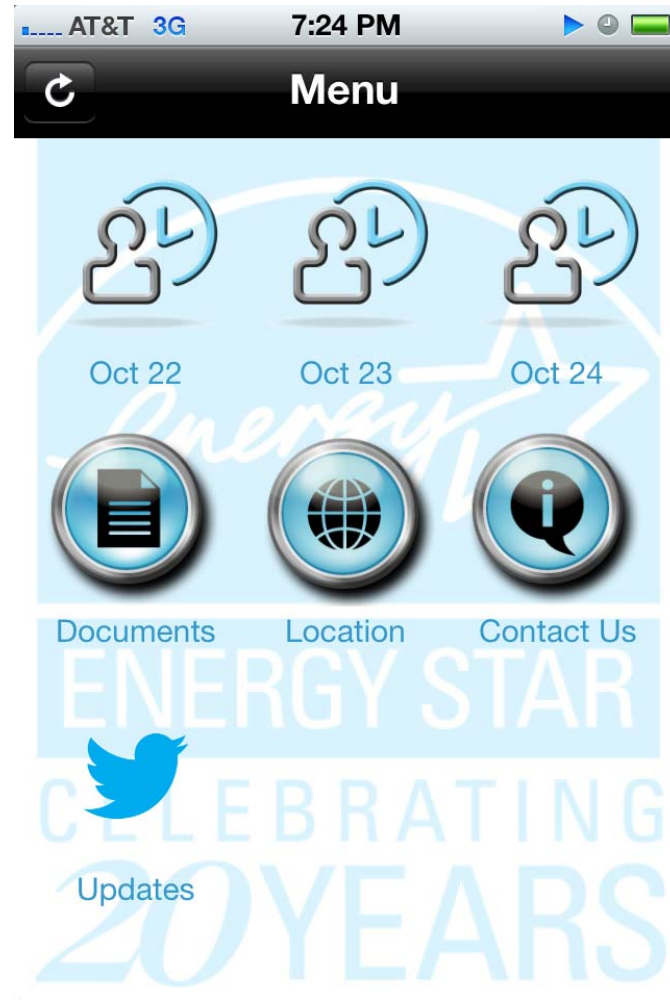 AT&T 3G 7:24 PM
Menu
Oct 22 Oct 23 Oct 24
energy
Documents Location Contact Us
ENERGY STAR
CELEBRATING
Updates
20 YEARS